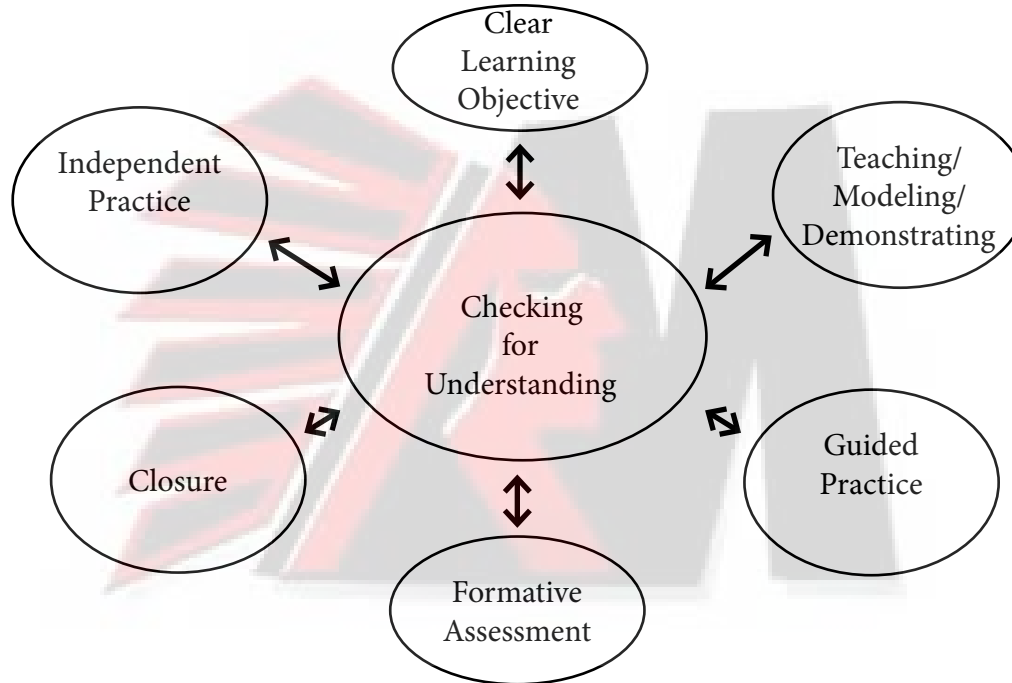 Clear
Learning
Objective
Teaching/
Modeling/
Demonstrating
Guided
Practice
Formative
Assessment
Closure
Independent
Practice
Checking
for
Understanding